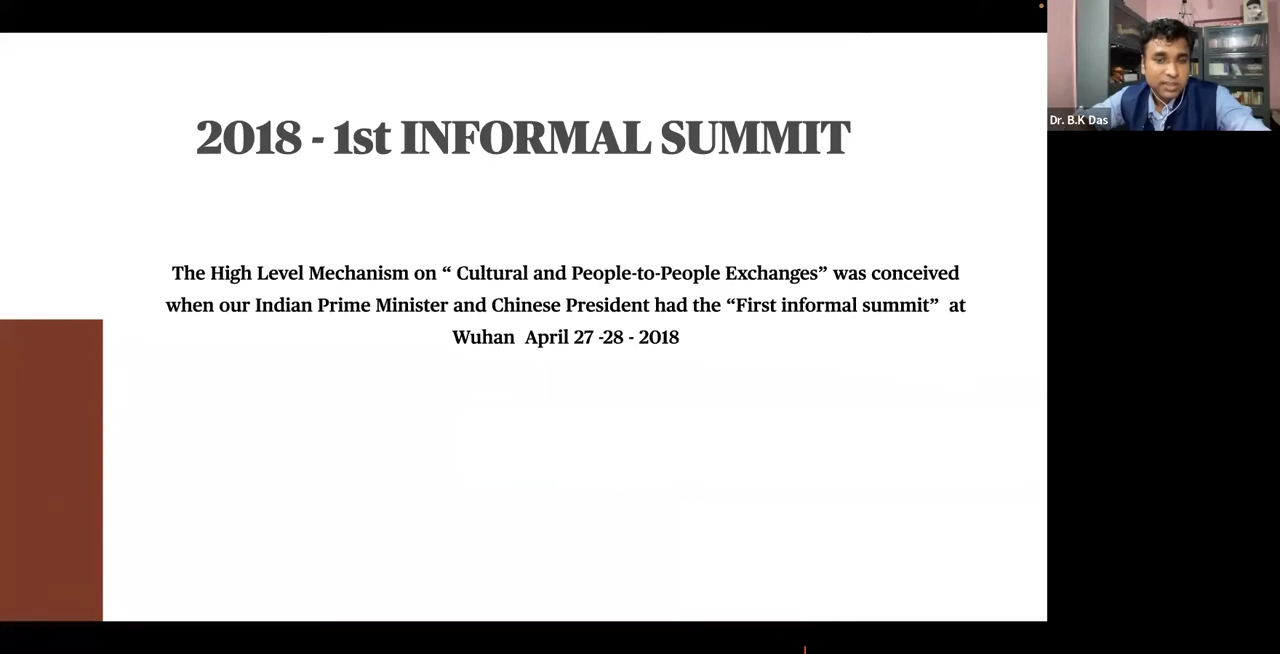 2018 - 1st INFORMAL SUMMIT
The High Level Mechanism on “ Cultural and People-to-People Exchanges” was conceived
when our Indian Prime Minister and Chinese President had the “First informal summit”  at
Wuhan  April 27 -28 - 2018
Dr. B.K Das